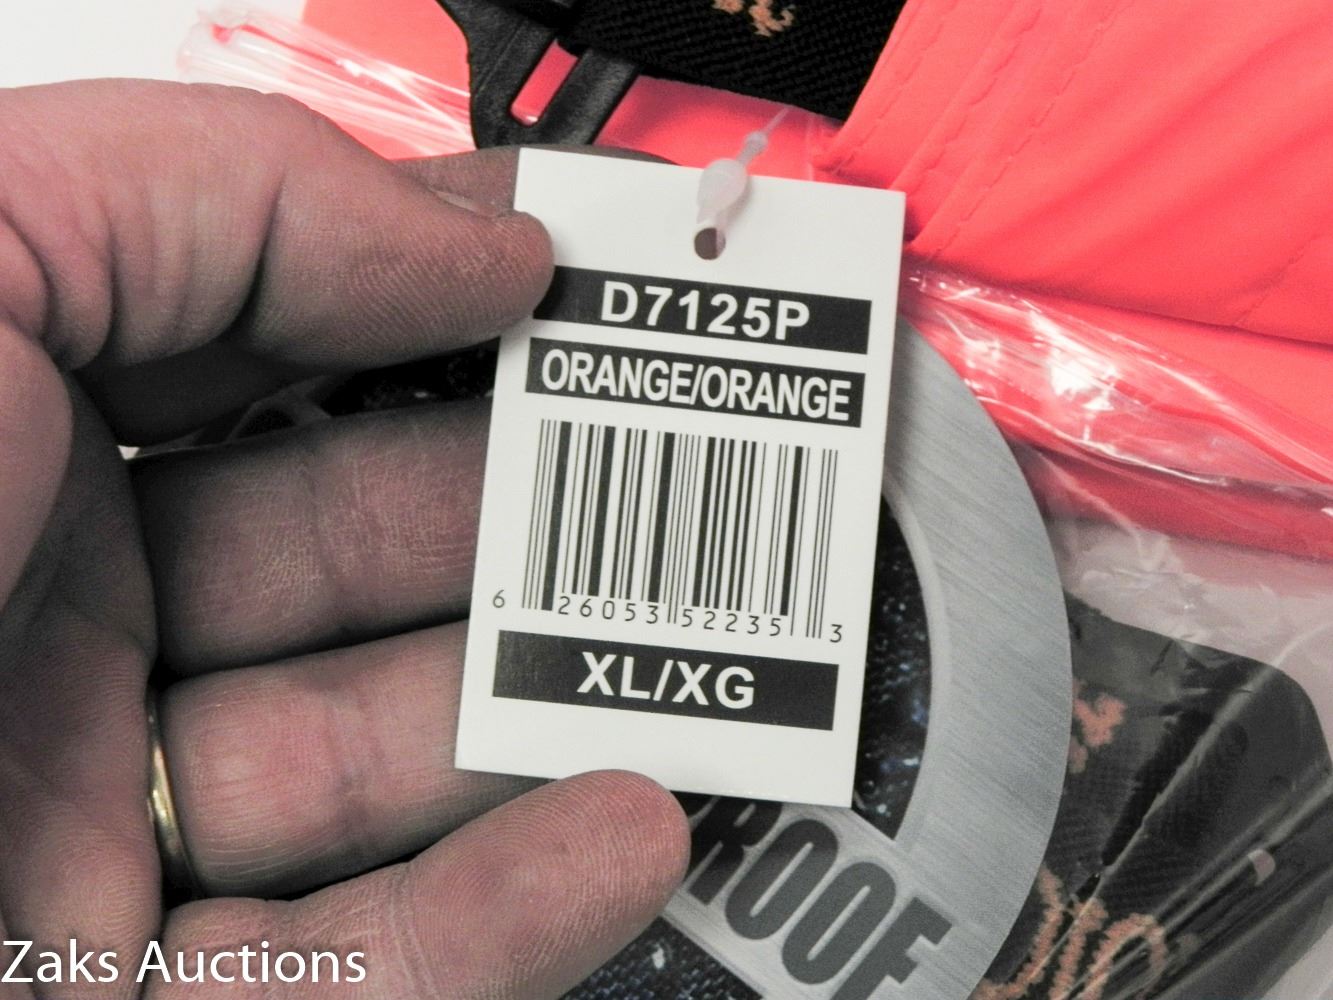 D7125P
ORANGE/ORANGE
6 26053 52235 3
XL/XG
ROOF
Zaks Auctions